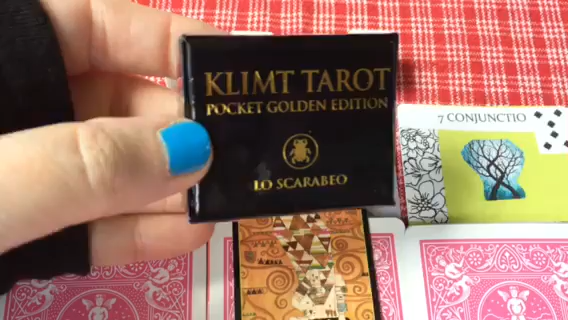 KLIMT TAROT
POCKET GOLDEN EDITION
LO SCARABEO
7 CONJUNCTIO